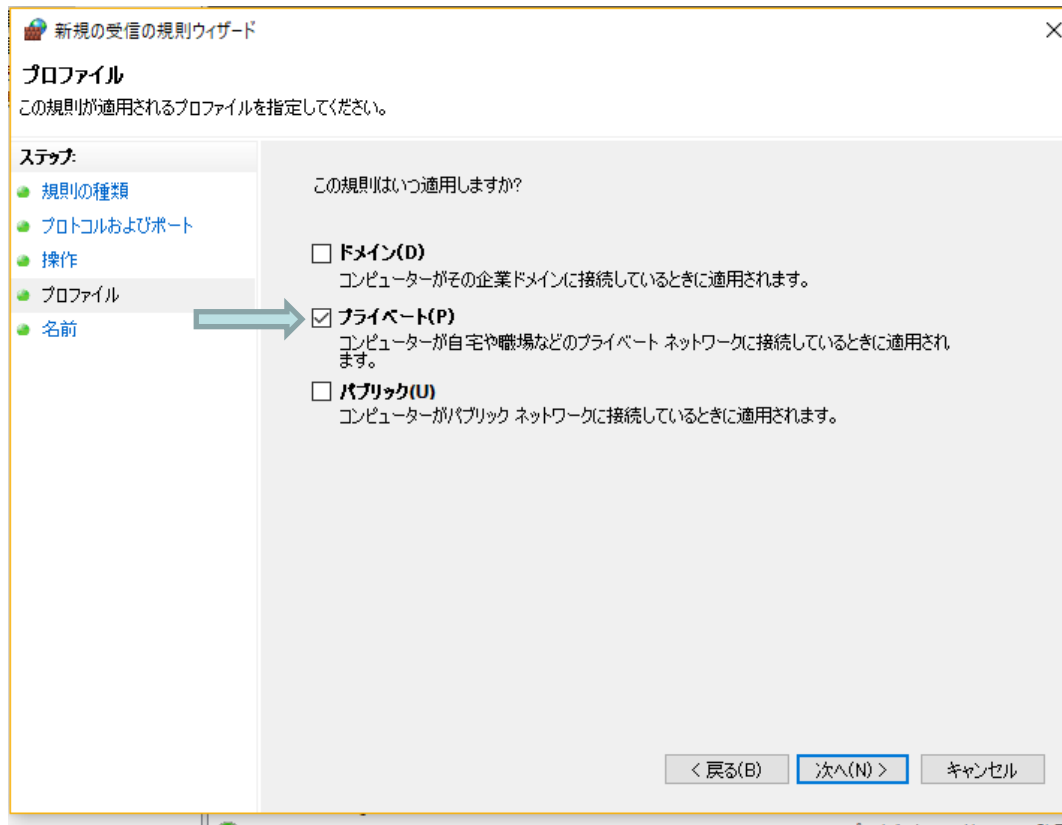 新規の受信の規則ウィザード
プロファイル
この規則が適用されるプロファイルを指定してください。
ステップ:
規則の種類
プロトコルおよびポート
操作
プロファイル
名前
この規則はいつ適用しますか?
ドメイン(D)
コンピューターがその企業ドメインに接続しているときに適用されます。
プライベート(P)
コンピューターが自宅や職場などのプライベート ネットワークに接続しているときに適用され
ます。
パブリック(U)
コンピューターがパブリック ネットワークに接続しているときに適用されます。
< 戻る(B)
次へ(N) >
キャンセル